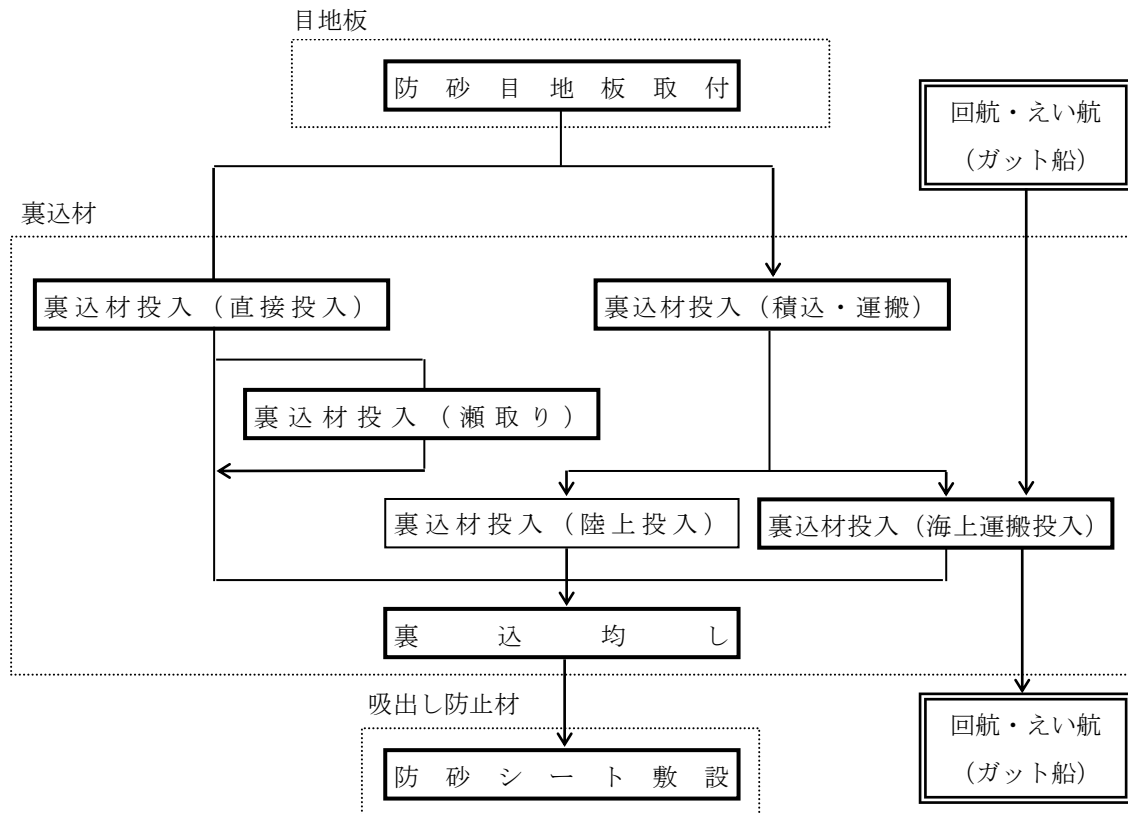 目地板
防砂目地板取付
回航・えい航
（ガット船）
裏込材
裏込材投入（直接投入）
裏込材投入（積込・運搬）
裏込材投入（瀬取り）
裏込材投入（陸上投入）
裏込材投入（海上運搬投入）
裏込均し
吸出し防止材
回航・えい航
（ガット船）
防砂シート敷設